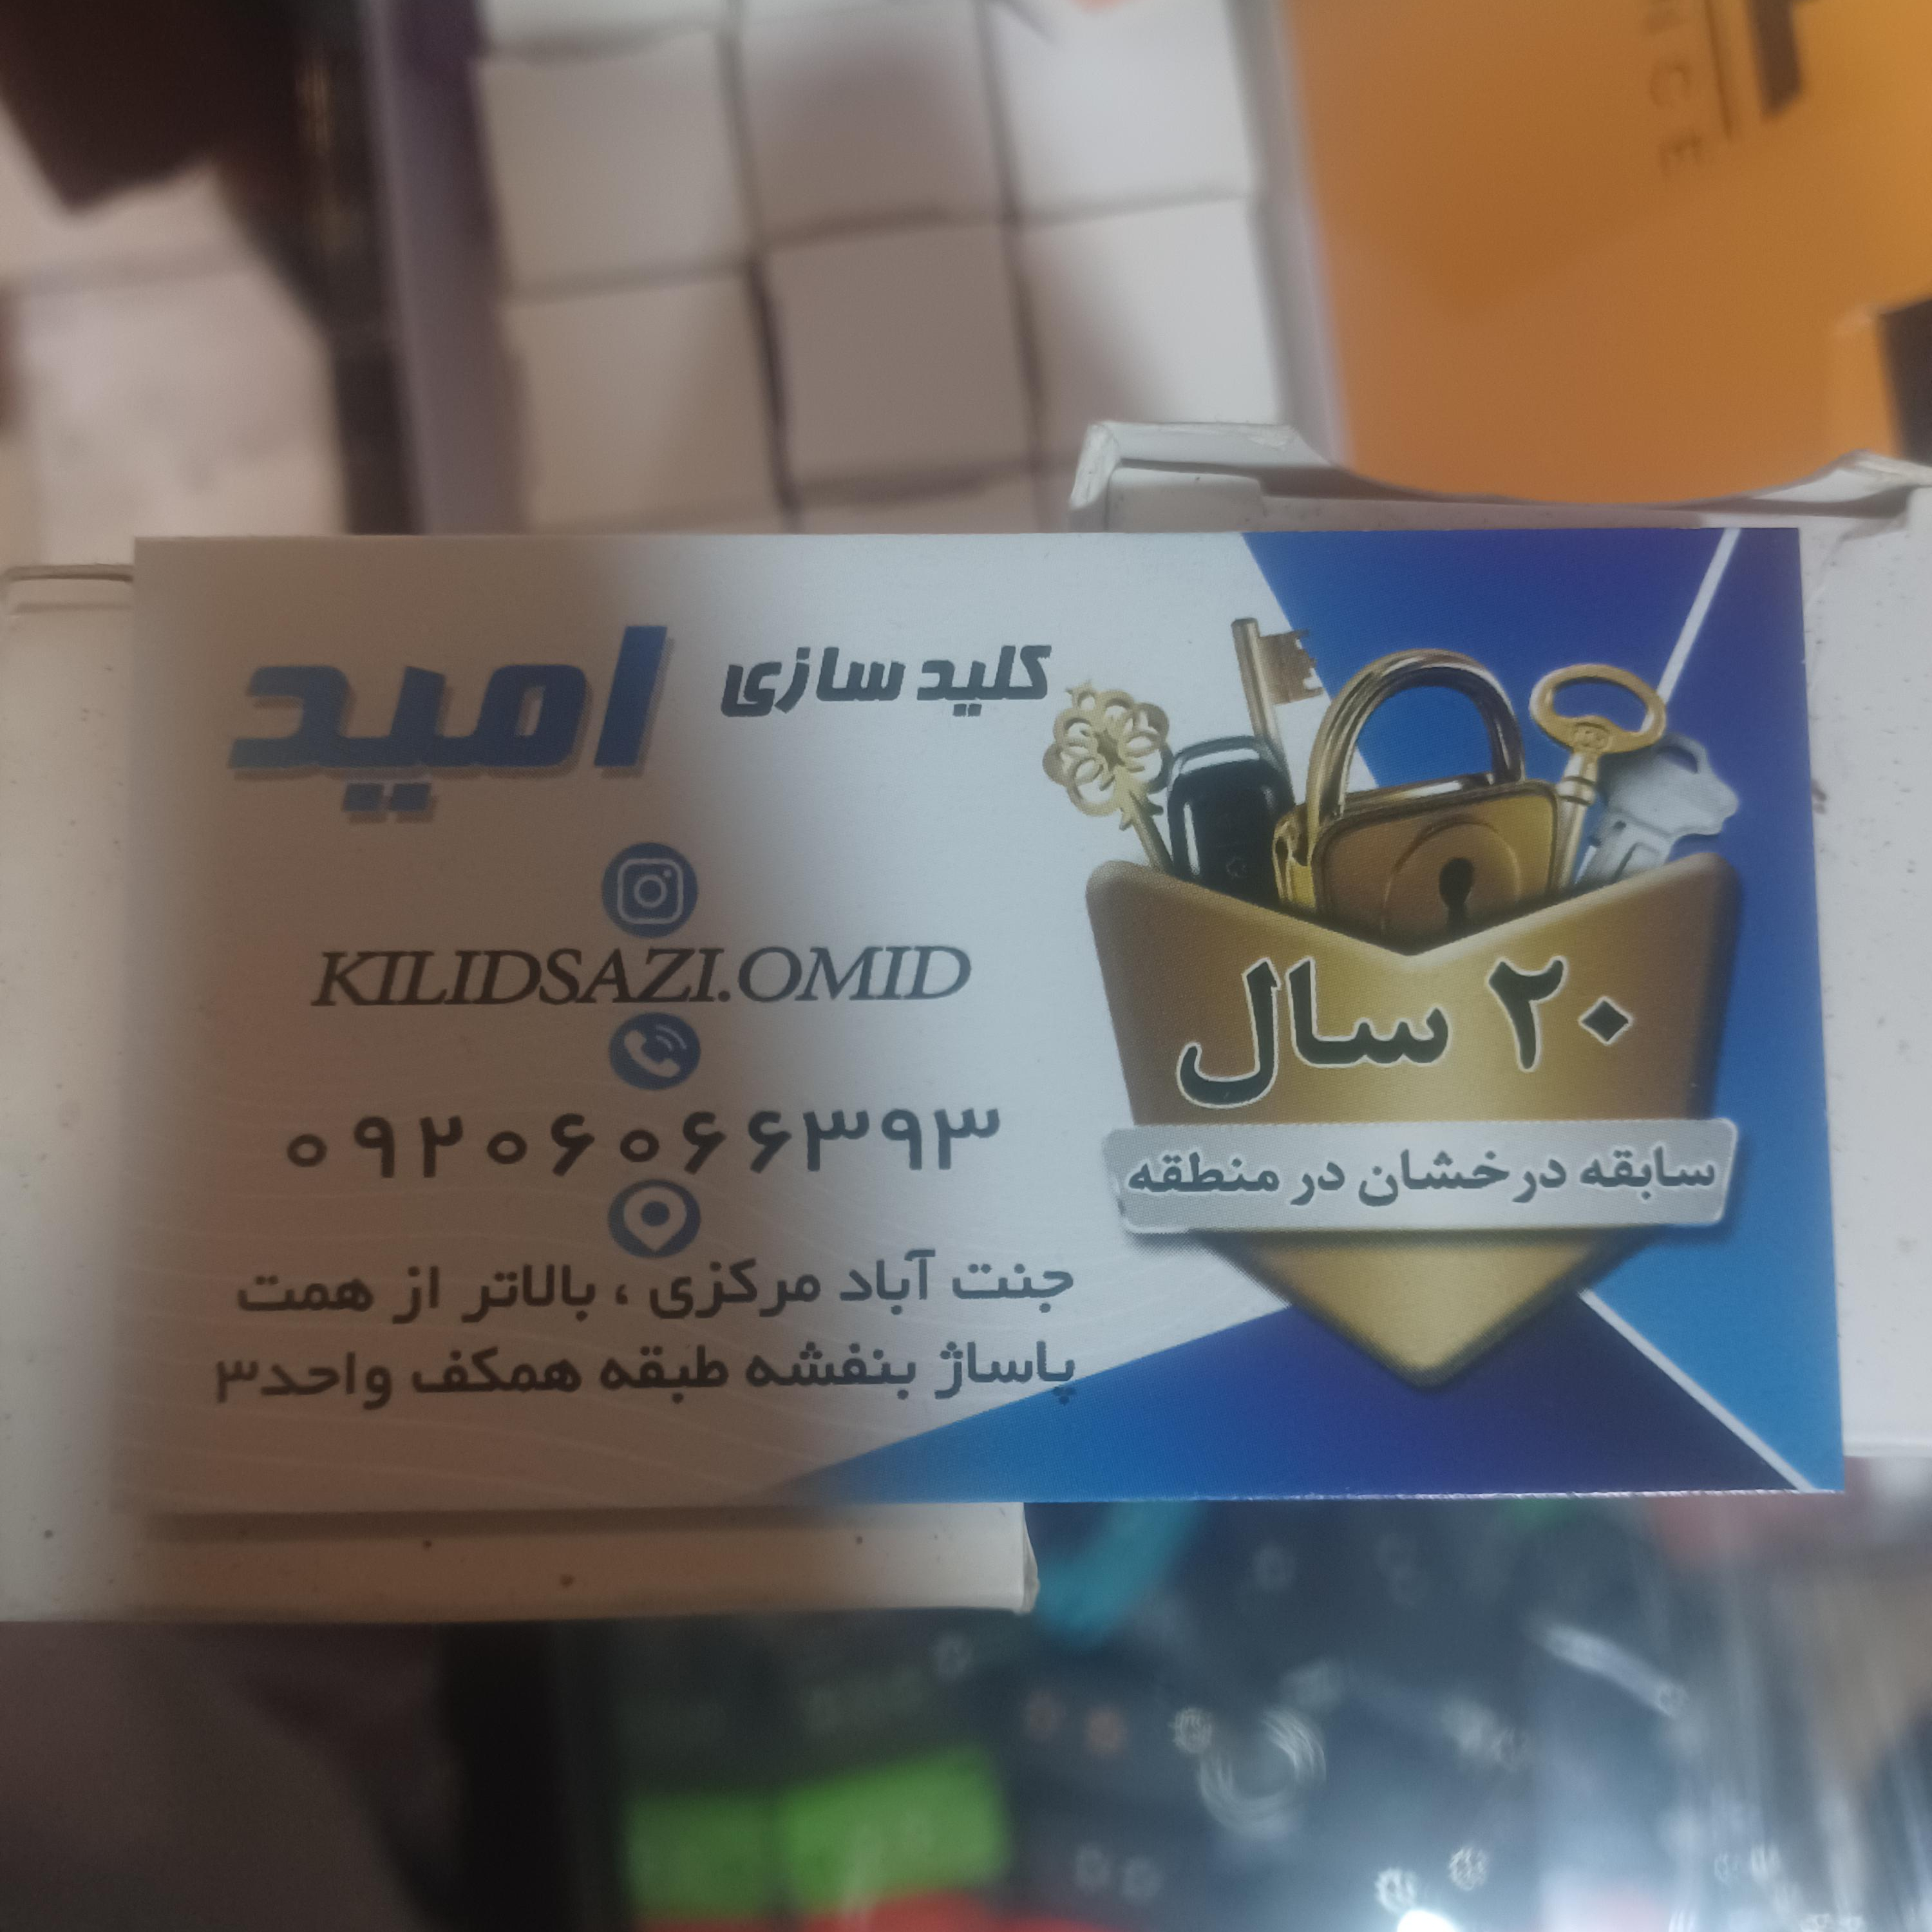 NCE
کلید سازی امید
KILIDSAZI.OMID
۰۹۲۰۶۰۶۶۳۹۳
جنت آباد مرکزی ، بالاتر از همت
پاساژ بنفشه طبقه همکف واحد۳
۲۰ سال
سابقه درخشان در منطقه